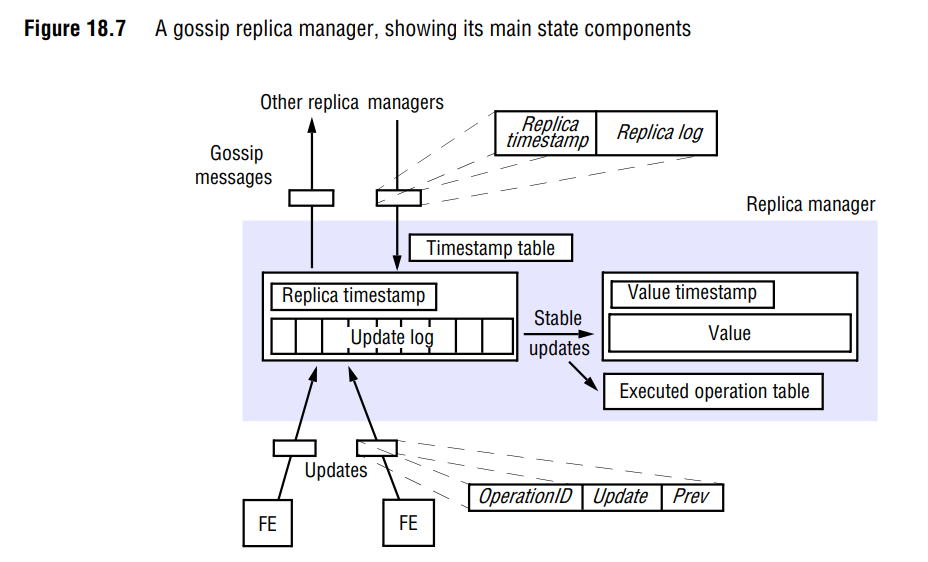 Figure 18.7 A gossip replica manager, showing its main state components
Other replica managers
Gossip
messages
Replica
timestamp
Replica log
Replica manager
Timestamp table
Replica timestamp
Update log
Stable
updates
Value timestamp
Value
Executed operation table
Updates
OperationID
Update
Prev
FE
FE